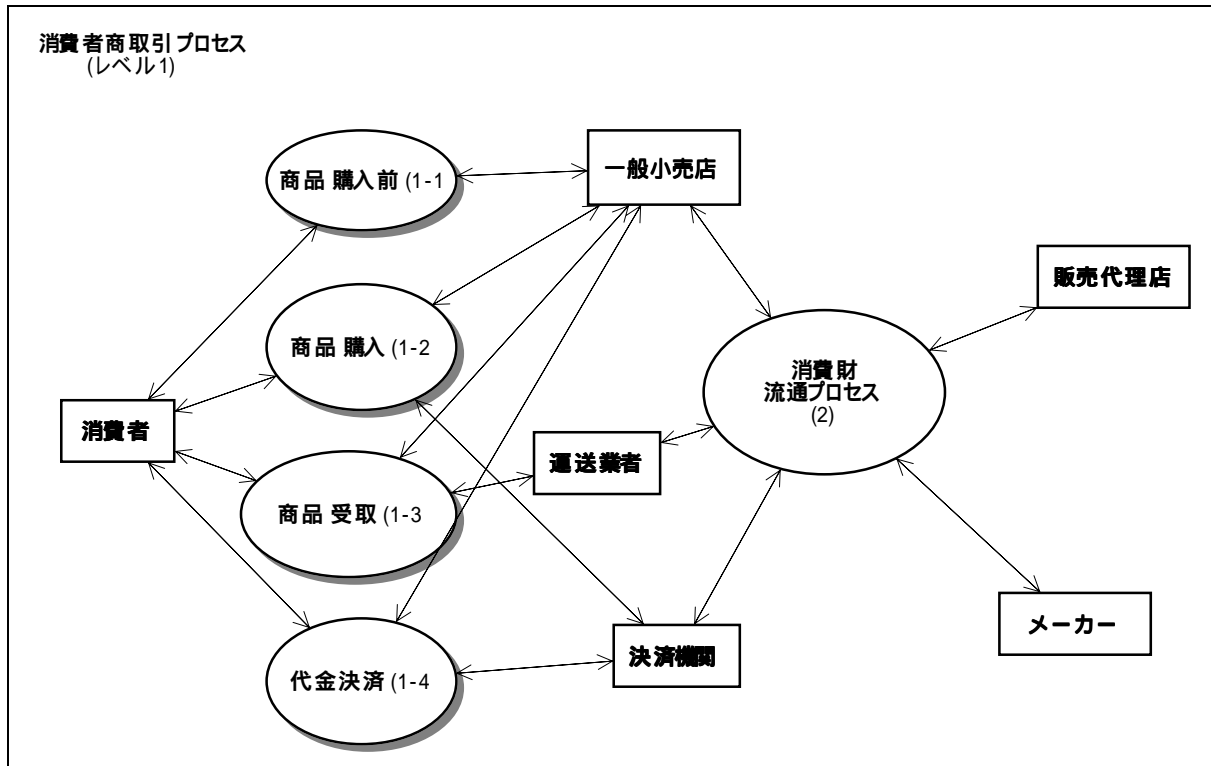 消費者商取引プロセス
(レベル1)
商品 購入前 (1-1
一般小売店
販売代理店
商品 購入 (1-2
消費財
流通プロセス
(2)
消費者
運送業者
商品 受取 (1-3
メーカー
代金決済 (1-4
決済機関